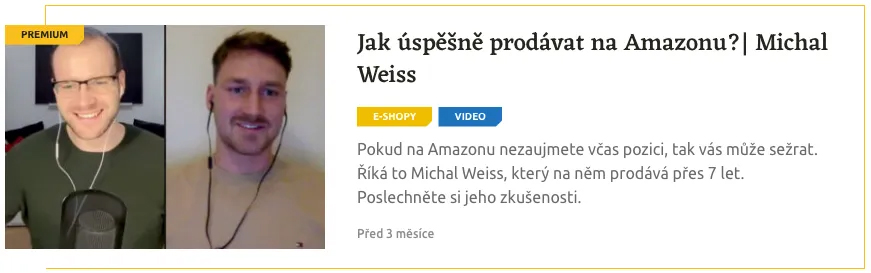 PREMIUM
Jak úspěšně prodávat na Amazonu?| Michal
Weiss
E-SHOPY
VIDEO
Pokud na Amazonu nezaujmete včas pozici, tak vás může sežrat.
Říká to Michal Weiss, který na něm prodává přes 7 let.
Poslechněte si jeho zkušenosti.
Před 3 měsíce